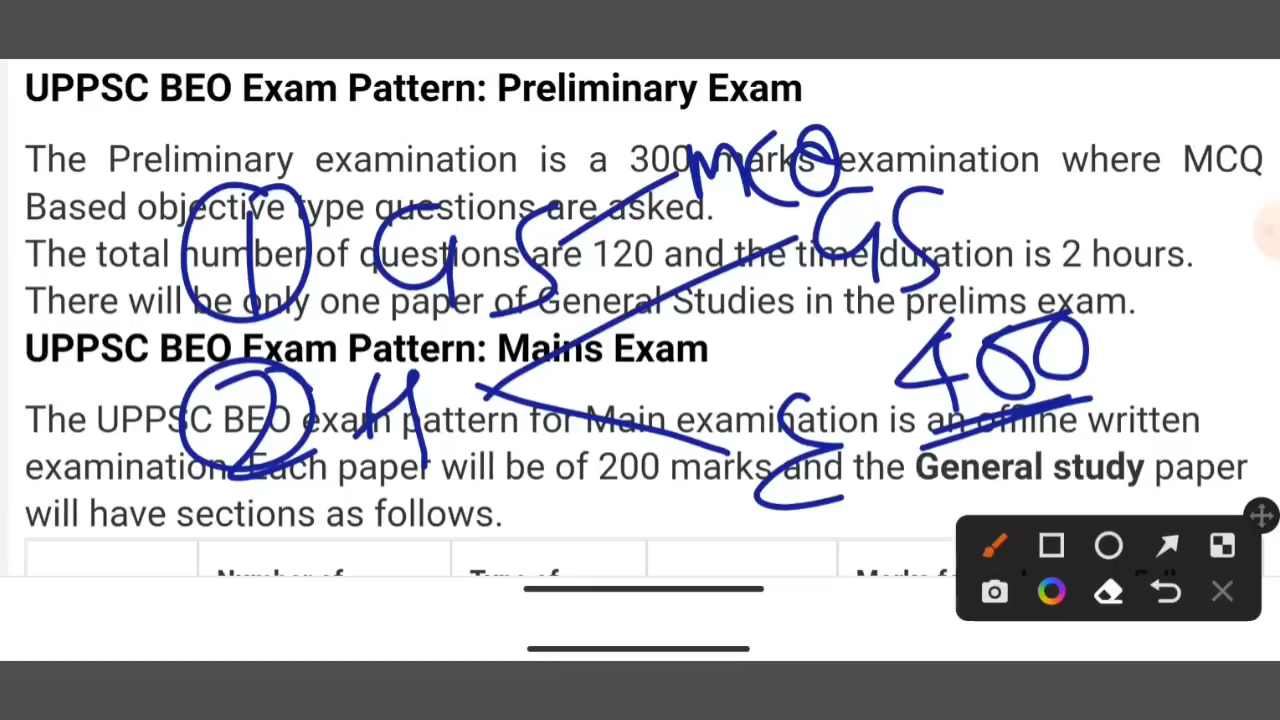 UPPSC BEO Exam Pattern: Preliminary Exam
The Preliminary examination is a 300 marks examination where MCQ
Based objective type questions are asked.
The total number of questions are 120 and the time duration is 2 hours.
There will be only one paper of General Studies in the prelims exam.
UPPSC BEO Exam Pattern: Mains Exam
The UPPSC BEO exam pattern for Main examination is an offline written
examination. Each paper will be of 200 marks and the General study paper
will have sections as follows.
Number of Type of
MCQ
1 GS GS
400
2